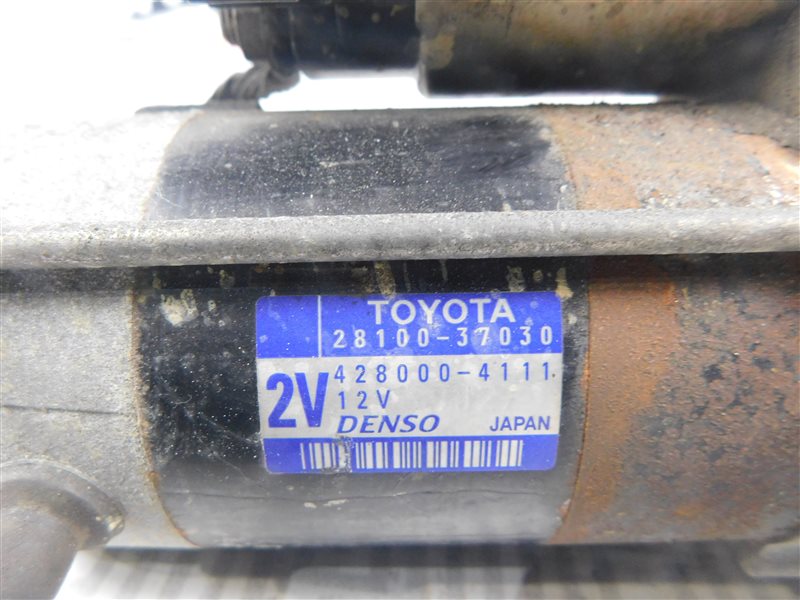 TOYOTA
28100-37030
2V
428000-4111
12V
DENSO JAPAN